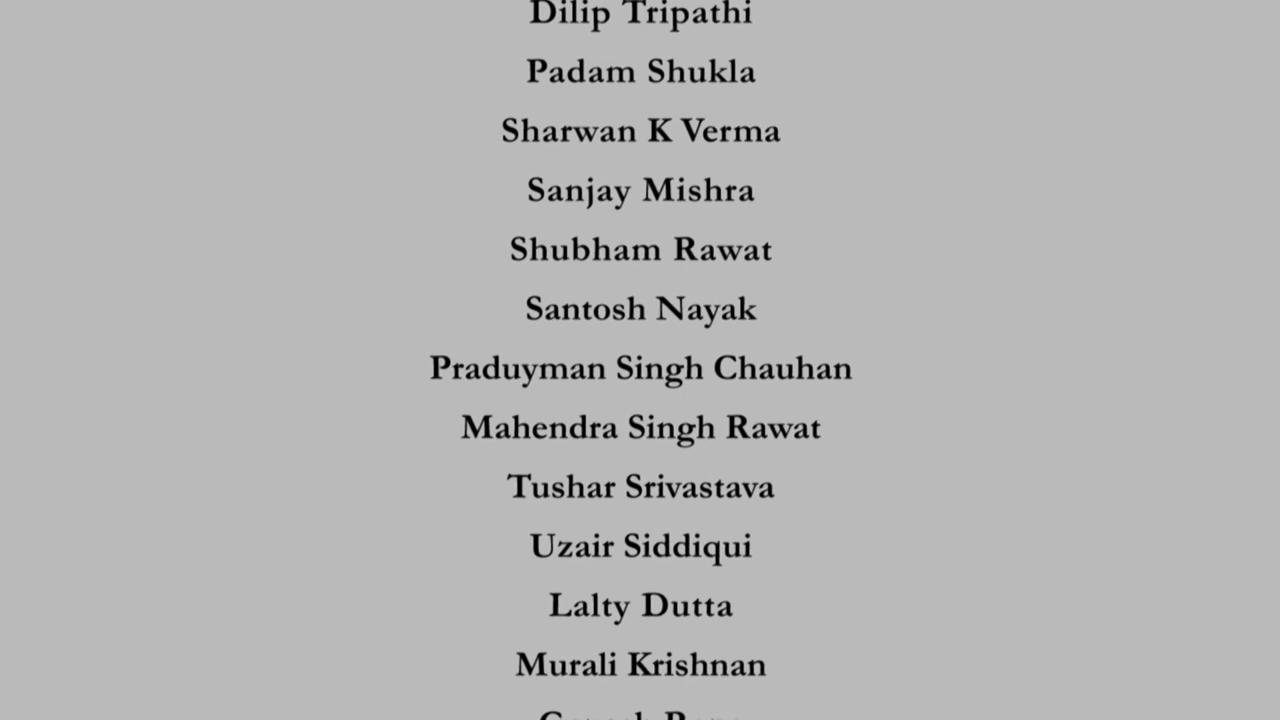 Dilip Tripathi
Padam Shukla
Sharwan K Verma
Sanjay Mishra
Shubham Rawat
Santosh Nayak
Praduyman Singh Chauhan
Mahendra Singh Rawat
Tushar Srivastava
Uzair Siddiqui
Lalty Dutta
Murali Krishnan